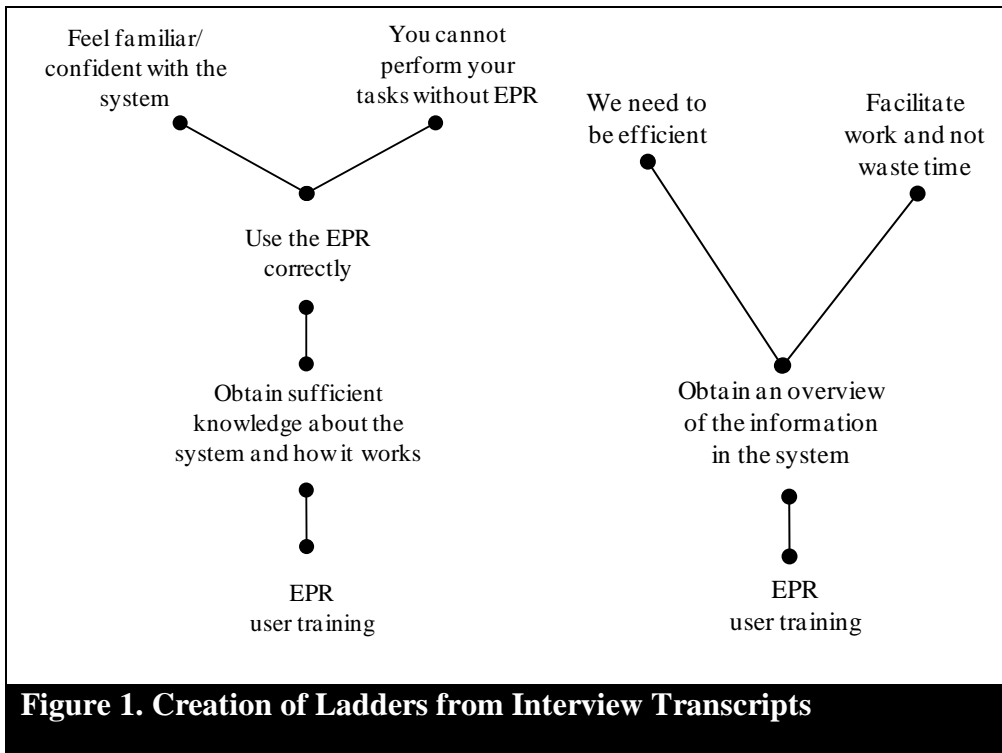 Feel familiar/
confident with the
system
You cannot
perform your
tasks without EPR
Use the EPR
correctly
Obtain sufficient
knowledge about the
system and how it works
EPR
user training
We need to
be efficient
Facilitate
work and not
waste time
Obtain an overview
of the information
in the system
EPR
user training
Figure 1. Creation of Ladders from Interview Transcripts